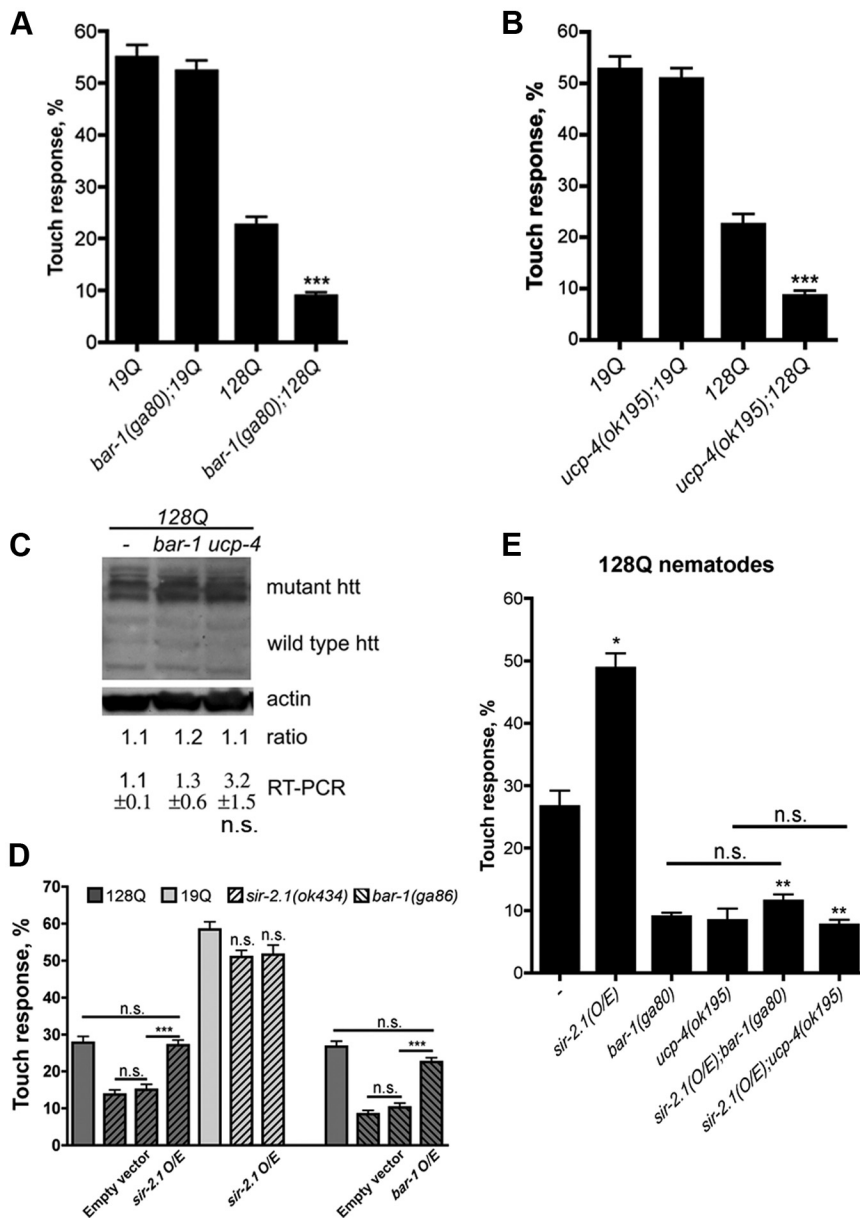 A
Touch response, %
60
50
40
30
20
10
0
19Q
bar-1(ga80);19Q
128Q
bar-1(ga80);128Q
***
B
Touch response, %
60
50
40
30
20
10
0
19Q
ucp-4(ok195);19Q
128Q
ucp-4(ok195);128Q
***
C
128Q
- bar-1 ucp-4
mutant htt
wild type htt
actin
1.1 1.2 1.1 ratio
1.1 1.3 3.2 RT-PCR
±0.1 ±0.6 ±1.5
n.s.
D
128Q 19Q sir-2.1(ok434) bar-1(ga86)
Touch response, %
70
60
50
40
30
20
10
0
n.s.
n.s.
***
n.s.
n.s.
n.s.
n.s.
***
Empty vector
sir-2.1 O/E
sir-2.1 O/E
Empty vector
bar-1 O/E
E
128Q nematodes
Touch response, %
60
50
40
30
20
10
0
*
n.s.
n.s.
**
**
-
sir-2.1(O/E)
bar-1(ga80)
ucp-4(ok195)
sir-2.1(O/E);bar-1(ga80)
sir-2.1(O/E);ucp-4(ok195)